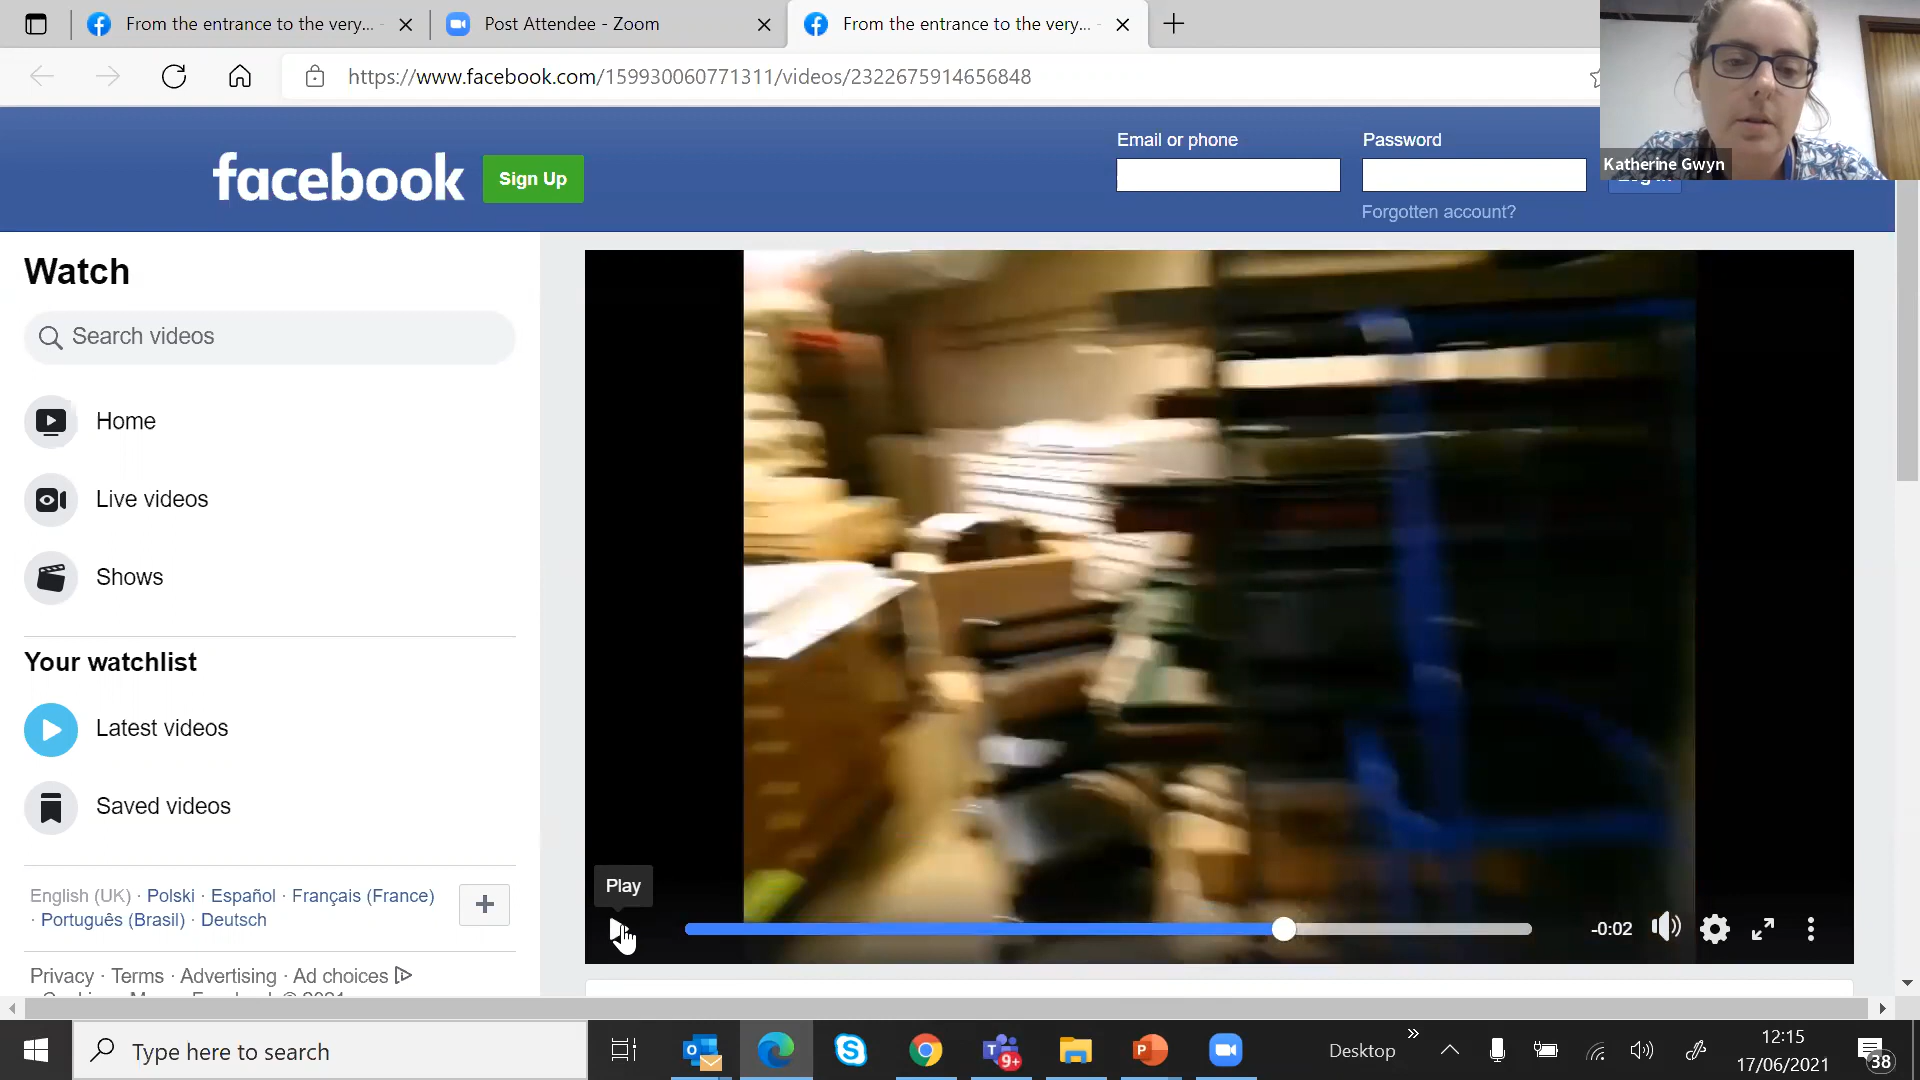 From the entrance to the very... -
Post Attendee - Zoom
From the entrance to the very... -
https://www.facebook.com/159930060771311/videos/2322675914656848
Katherine Gwyn
facebook
Sign Up
Email or phone
Password
Forgotten account?
Watch
Search videos
Home
Live videos
Shows
Your watchlist
Latest videos
Saved videos
English (UK) · Polski · Español · Français (France)
· Português (Brasil) · Deutsch
Privacy · Terms · Advertising · Ad choices
Play
-0:02
Type here to search
9+
Desktop
12:15
17/06/2021
38